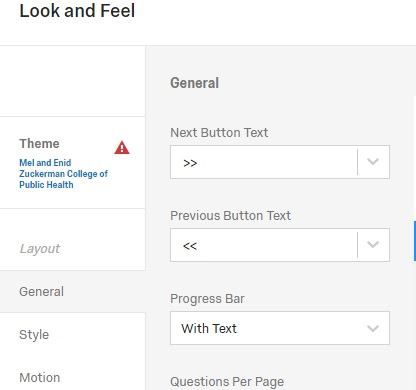 Look and Feel
General
Theme
Mel and Enid
Zuckerman College of
Public Health
Next Button Text
>>
Previous Button Text
<<
Layout
General
Progress Bar
With Text
Style
Motion
Questions Per Page